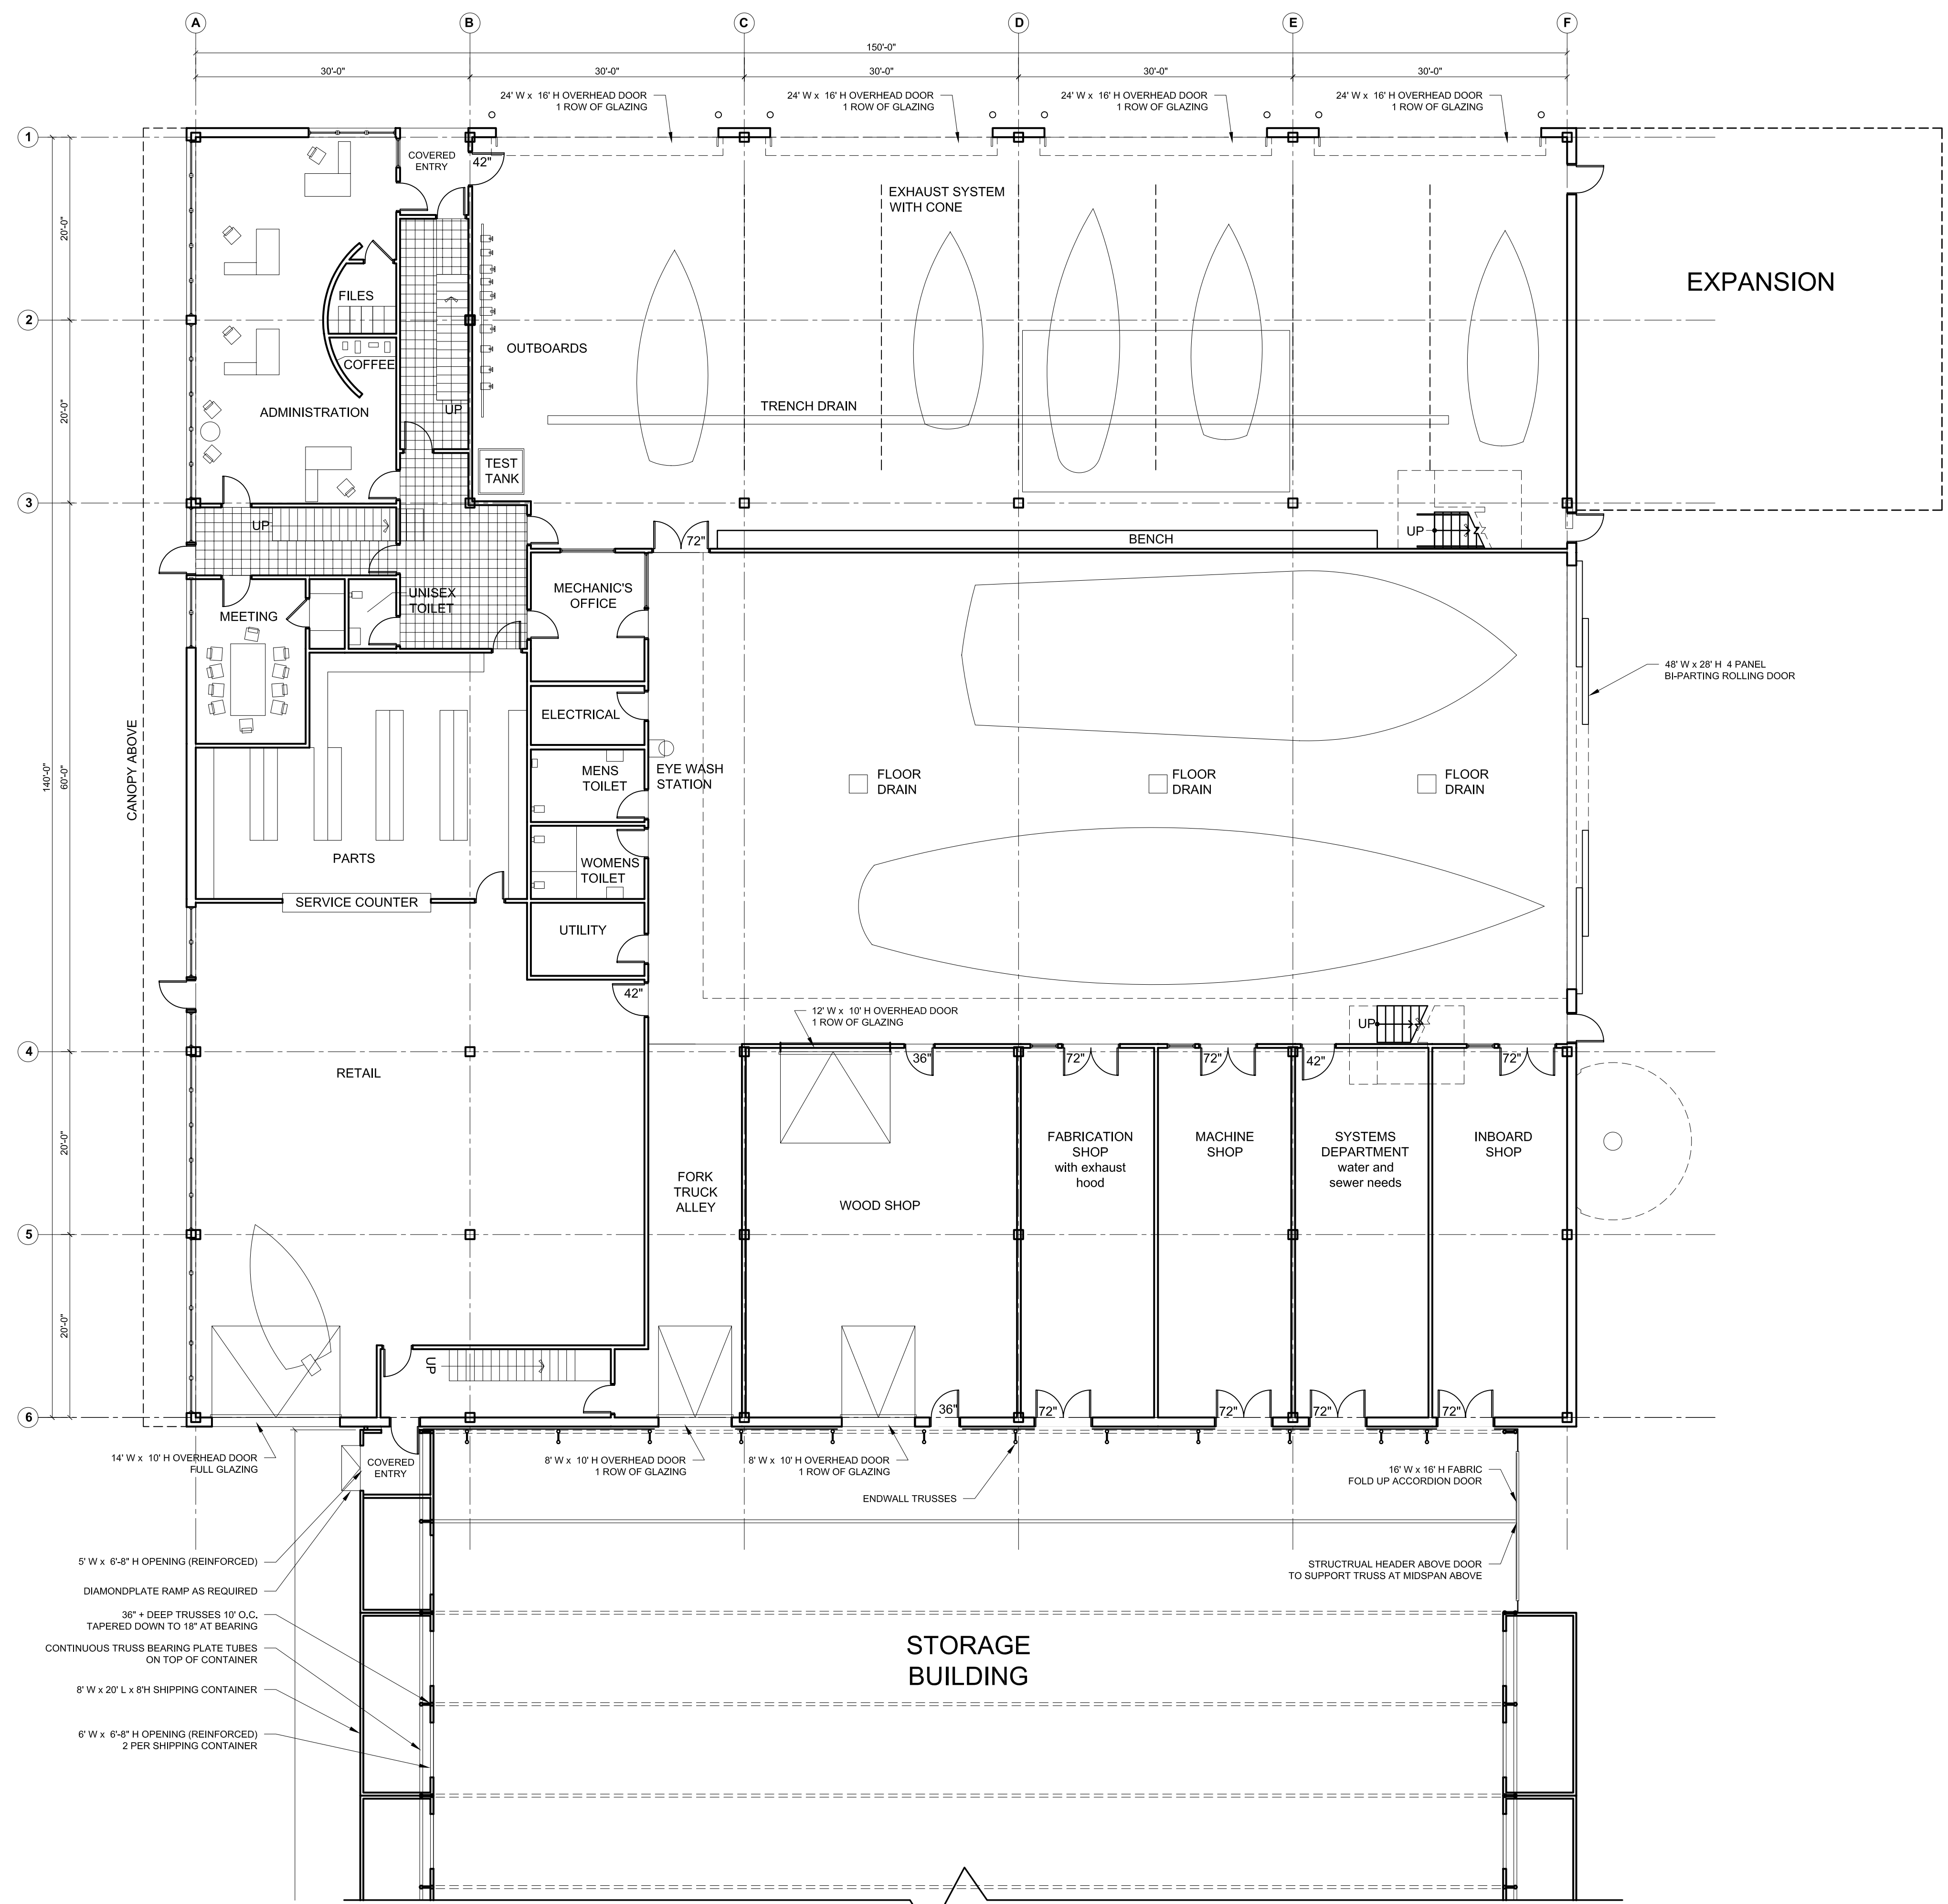 A
B
C
D
E
F
150'-0"
30'-0"
30'-0"
30'-0"
30'-0"
30'-0"
24' W x 16' H OVERHEAD DOOR
1 ROW OF GLAZING
24' W x 16' H OVERHEAD DOOR
1 ROW OF GLAZING
24' W x 16' H OVERHEAD DOOR
1 ROW OF GLAZING
24' W x 16' H OVERHEAD DOOR
1 ROW OF GLAZING
1
COVERED
ENTRY
42"
EXHAUST SYSTEM
WITH CONE
20'-0"
EXPANSION
FILES
2
OUTBOARDS
COFFEE
20'-0"
ADMINISTRATION
UP
TRENCH DRAIN
TEST
TANK
3
UP
72"
BENCH
UP
MECHANIC'S
OFFICE
UNISEX
TOILET
MEETING
48' W x 28' H 4 PANEL
BI-PARTING ROLLING DOOR
ELECTRICAL
CANOPY ABOVE
140'-0"
60'-0"
MENS
TOILET
EYE WASH
STATION
FLOOR
DRAIN
FLOOR
DRAIN
FLOOR
DRAIN
PARTS
WOMENS
TOILET
SERVICE COUNTER
UTILITY
42"
12' W x 10' H OVERHEAD DOOR
1 ROW OF GLAZING
UP
4
36"
72"
72"
42"
72"
RETAIL
20'-0"
FABRICATION
SHOP
with exhaust
hood
MACHINE
SHOP
SYSTEMS
DEPARTMENT
water and
sewer needs
INBOARD
SHOP
FORK
TRUCK
ALLEY
WOOD SHOP
5
20'-0"
UP
6
36"
72"
72"
72"
72"
14' W x 10' H OVERHEAD DOOR
FULL GLAZING
COVERED
ENTRY
8' W x 10' H OVERHEAD DOOR
1 ROW OF GLAZING
8' W x 10' H OVERHEAD DOOR
1 ROW OF GLAZING
16' W x 16' H FABRIC
FOLD UP ACCORDION DOOR
ENDWALL TRUSSES
5' W x 6'-8" H OPENING (REINFORCED)
STRUCTRUAL HEADER ABOVE DOOR
TO SUPPORT TRUSS AT MIDSPAN ABOVE
DIAMONDPLATE RAMP AS REQUIRED
36" + DEEP TRUSSES 10' O.C.
TAPERED DOWN TO 18" AT BEARING
CONTINUOUS TRUSS BEARING PLATE TUBES
ON TOP OF CONTAINER
STORAGE
BUILDING
8' W x 20' L x 8'H SHIPPING CONTAINER
6' W x 6'-8" H OPENING (REINFORCED)
2 PER SHIPPING CONTAINER